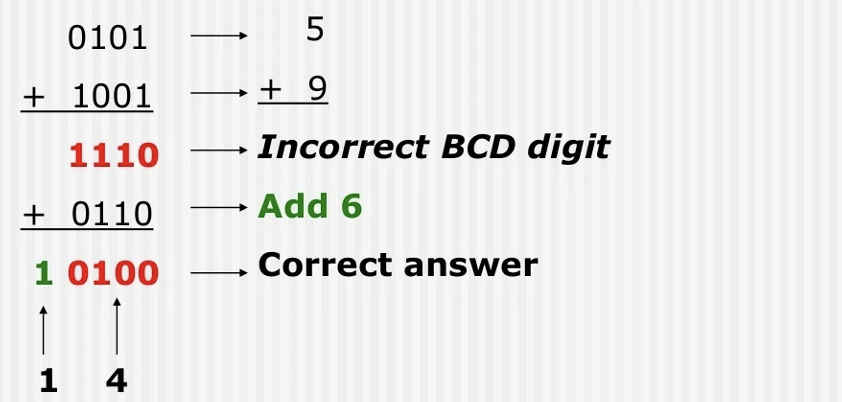 0101 5
+ 1001 + 9
1110 Incorrect BCD digit
+ 0110 Add 6
1 0100 Correct answer
1 4